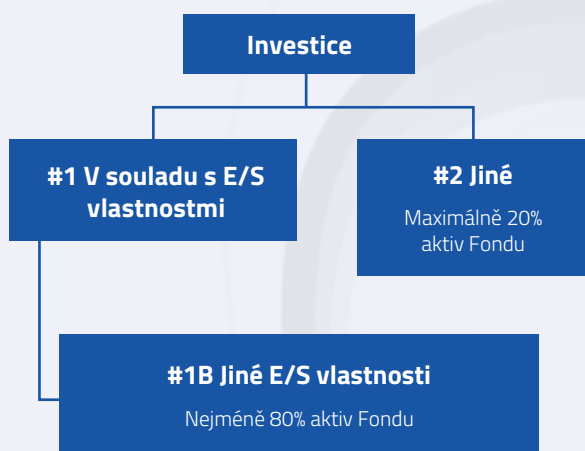 Investice
#1 V souladu s E/S
vlastnostmi
#2 Jiné
Maximálně 20%
aktiv Fondu
#1B Jiné E/S vlastnosti
Nejméně 80% aktiv Fondu